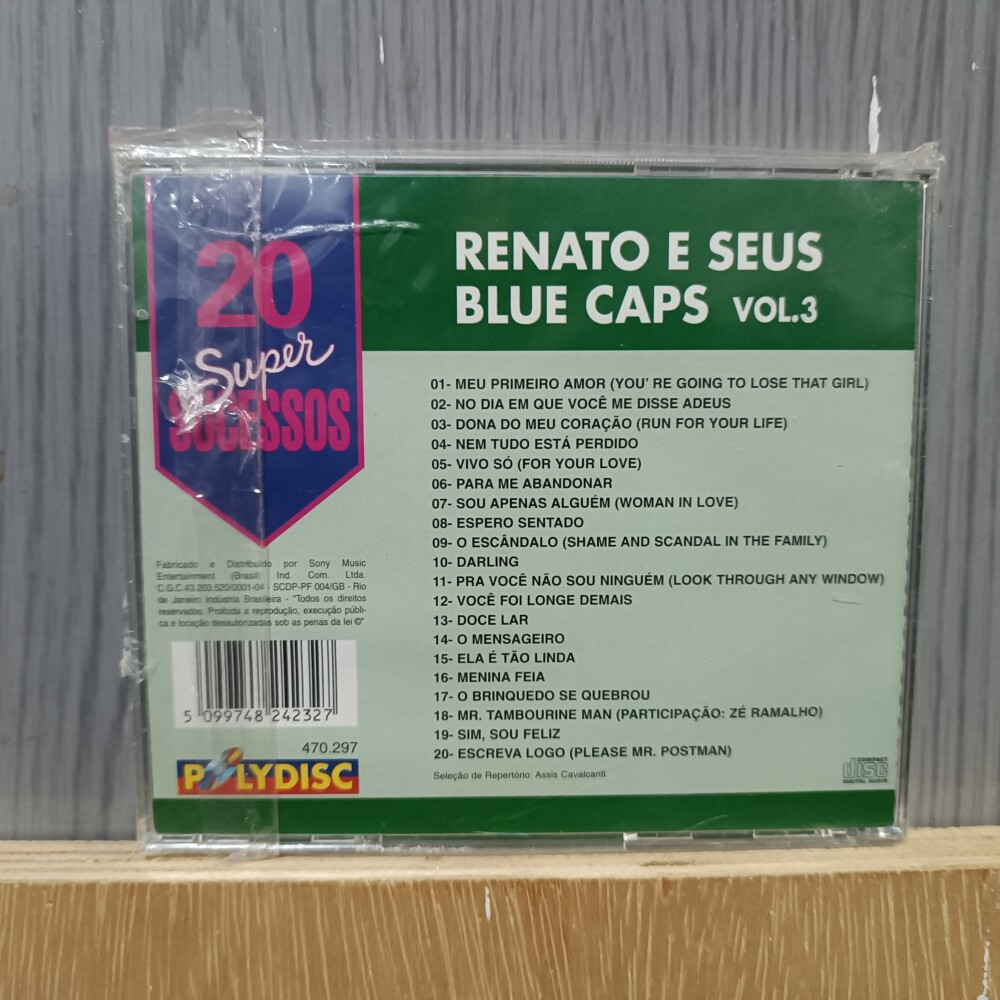 20
Super
SUCESSOS
RENATO E SEUS
BLUE CAPS VOL.3
01- MEU PRIMEIRO AMOR (YOU' RE GOING TO LOSE THAT GIRL)
02- NO DIA EM QUE VOCÊ ME DISSE ADEUS
03- DONA DO MEU CORAÇÃO (RUN FOR YOUR LIFE)
04- NEM TUDO ESTÁ PERDIDO
05- VIVO SÓ (FOR YOUR LOVE)
06- PARA ME ABANDONAR
07- SOU APENAS ALGUÉM (WOMAN IN LOVE)
08- ESPERO SENTADO
09- O ESCÂNDALO (SHAME AND SCANDAL IN THE FAMILY)
10- DARLING
11- PRA VOCÊ NÃO SOU NINGUÉM (LOOK THROUGH ANY WINDOW)
12- VOCÊ FOI LONGE DEMAIS
13- DOCE LAR
14- O MENSAGEIRO
15- ELA É TÃO LINDA
16- MENINA FEIA
17- O BRINQUEDO SE QUEBROU
18- MR. TAMBOURINE MAN (PARTICIPAÇÃO: ZÉ RAMALHO)
19- SIM, SOU FELIZ
20- ESCREVA LOGO (PLEASE MR. POSTMAN)
Seleção de Repertório: Assis Cavalcanti
Fabricado e Distribuído por Sony Music
Entertainment (Brasil) Ind. Com. Ltda.
C.G.C.43.203.520/0001-04 - SCDP-PF 004/GB - Rio
de Janeiro Indústria Brasileira - "Todos os direitos
reservados. Proibida a reprodução, execução públi-
ca e locação desautorizadas sob as penas da lei ©"
5 099748 242327
470.297
POLYDISC
COMPACT
disc
DIGITAL AUDIO